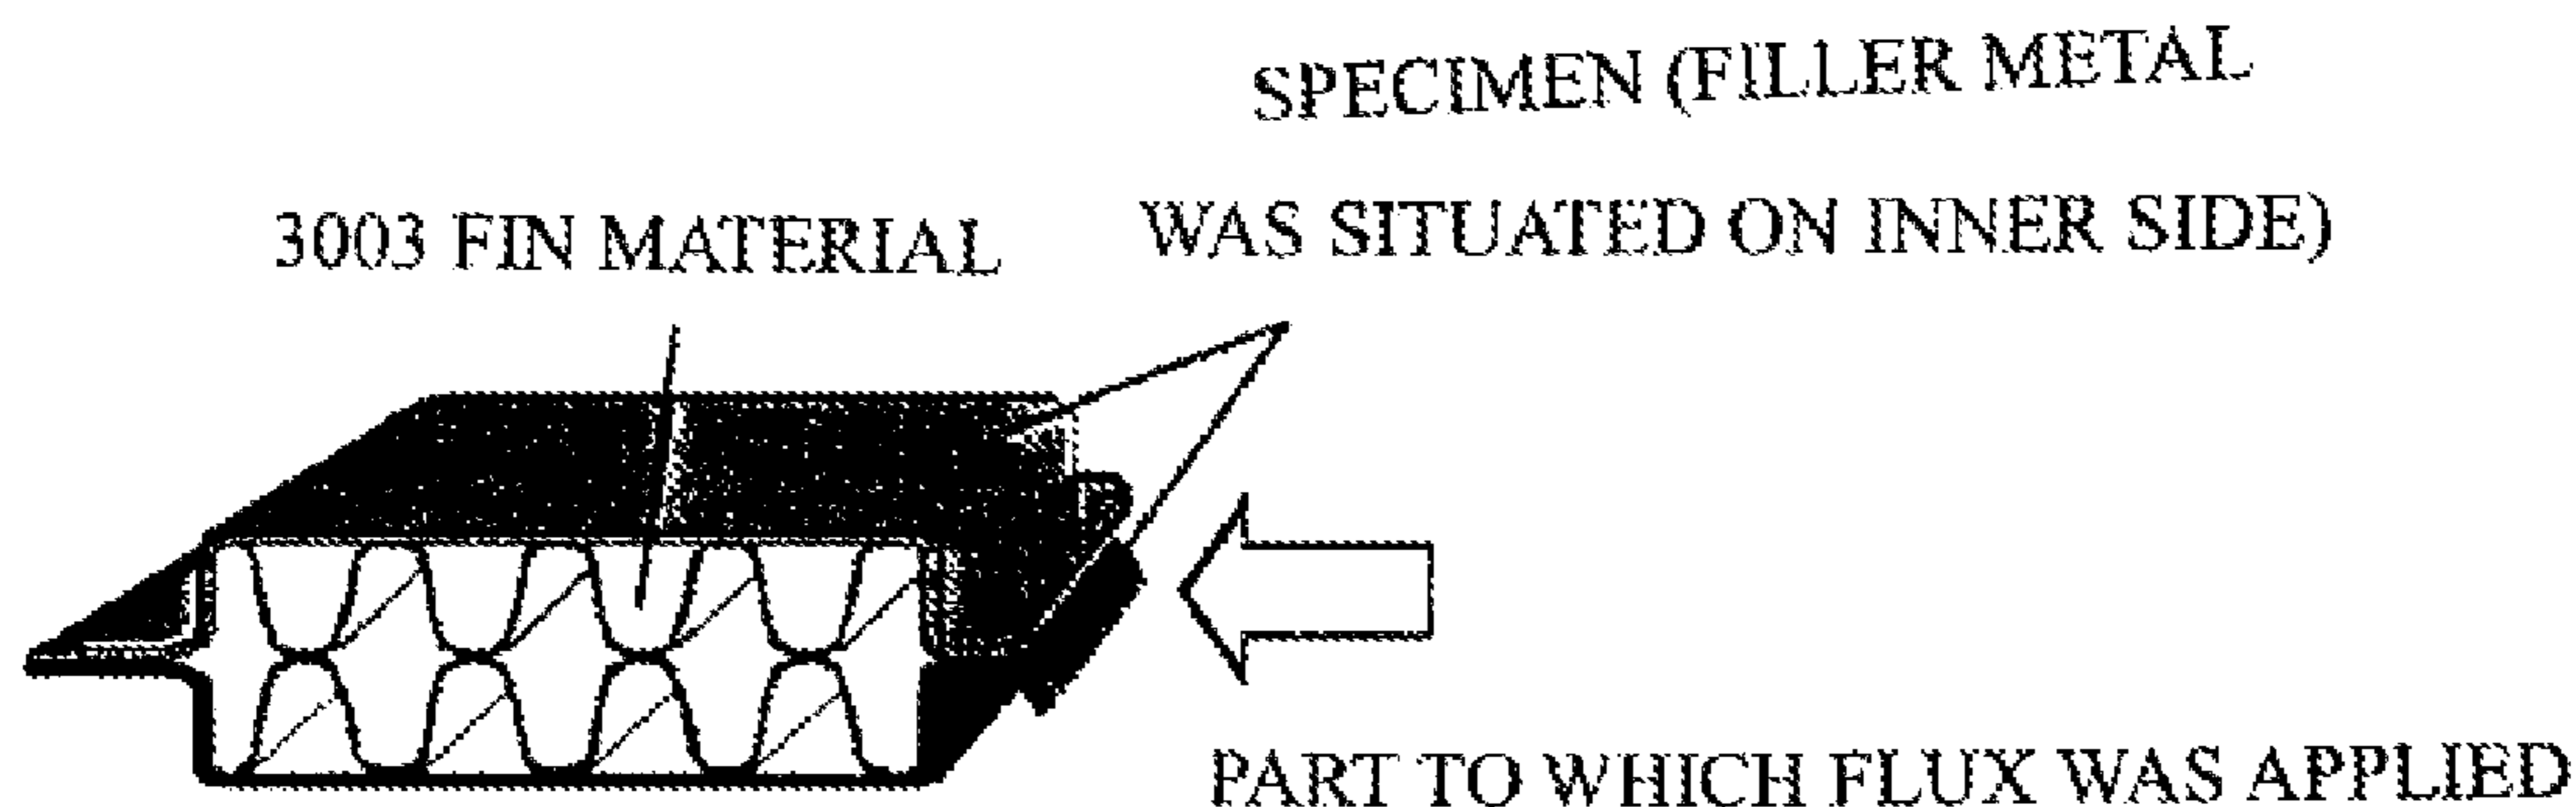 SPECIMEN (FILLER METAL
WAS SITUATED ON INNER SIDE)
3003 FIN MATERIAL
PART TO WHICH FLUX WAS APPLIED